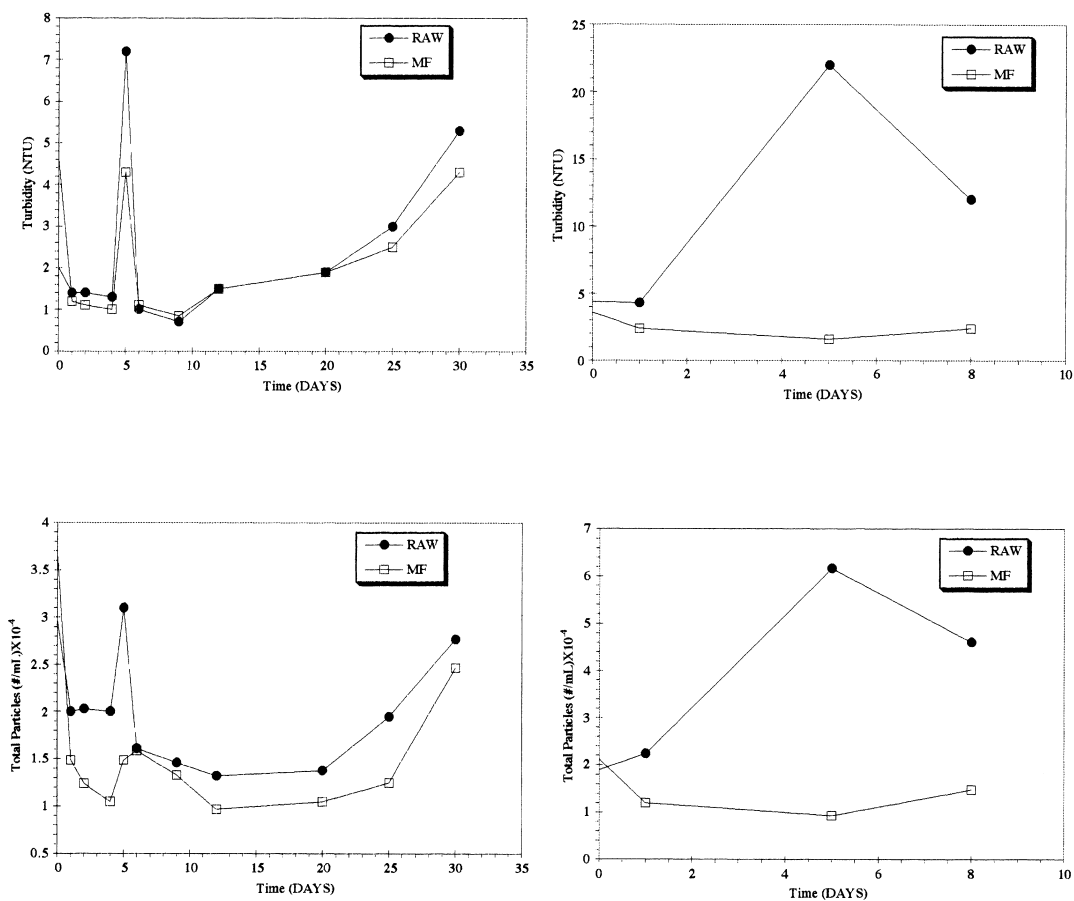 8
7
6
5
4
3
2
1
0
Turbidity (NTU)
RAW
MF
0 5 10 15 20 25 30 35
Time (DAYS)
25
20
15
10
5
0
Turbidity (NTU)
RAW
MF
0 2 4 6 8 10
Time (DAYS)
4
3.5
3
2.5
2
1.5
1
0.5
Total Particles (#/mL)X10⁻⁴
RAW
MF
0 5 10 15 20 25 30 35
Time (DAYS)
7
6
5
4
3
2
1
0
Total Particles (#/mL)X10⁻⁴
RAW
MF
0 2 4 6 8 10
Time (DAYS)